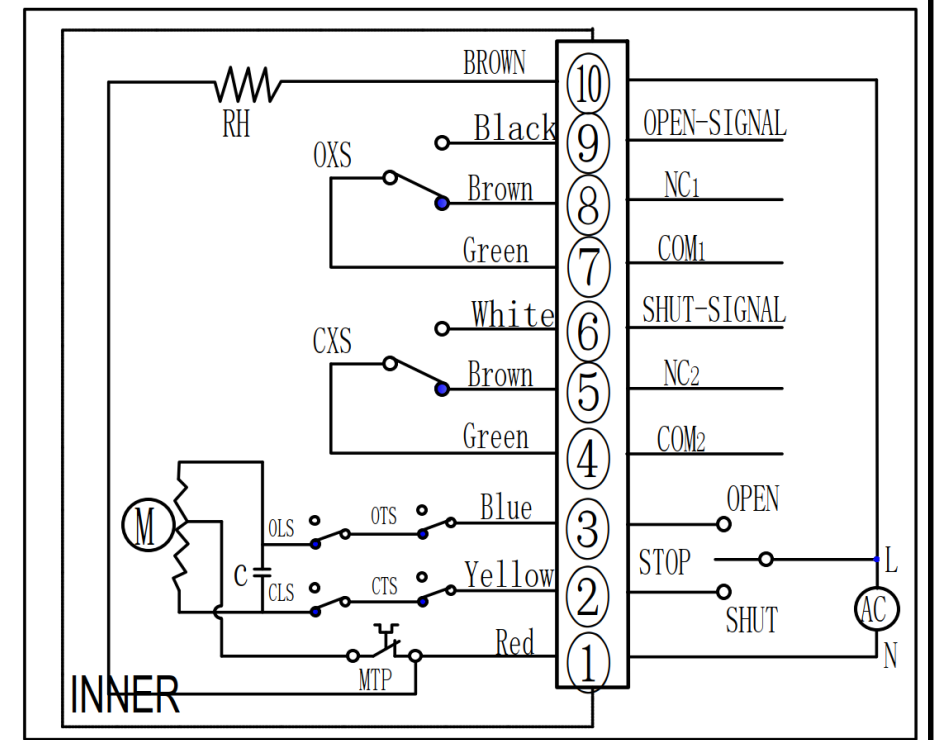 BROWN
RH
10
Black
9
OPEN-SIGNAL
OXS
Brown
8
NC1
Green
7
COM1
White
6
SHUT-SIGNAL
CXS
Brown
5
NC2
Green
4
COM2
OPEN
M
OLS
OTS
Blue
3
STOP
L
C
CLS
CTS
Yellow
2
SHUT
AC
Red
1
N
MTP
INNER